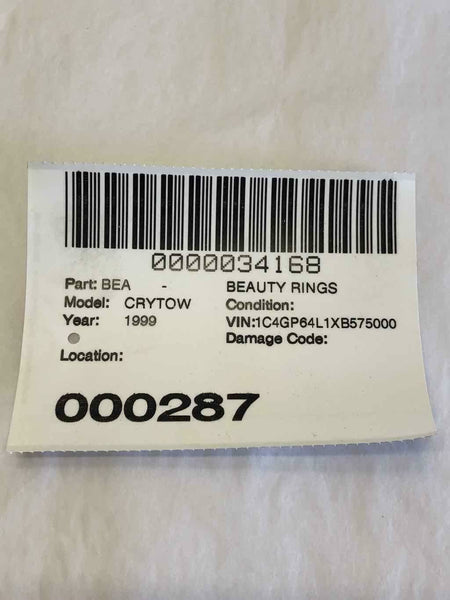 0000034168
Part: BEA - BEAUTY RINGS
Model: CRYTOW Condition:
Year: 1999 VIN:1C4GP64L1XB575000
Damage Code:
Location:
000287